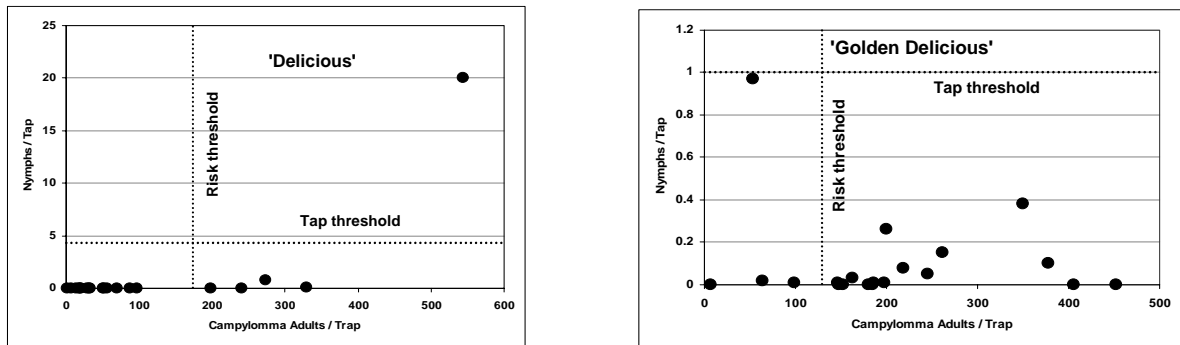 'Delicious'
25
20
15
10
5
0
Nymphs /Tap
Risk threshold
Tap threshold
0 100 200 300 400 500 600
Campylomma Adults / Trap
'Golden Delicious'
1.2
1
0.8
0.6
0.4
0.2
0
Nymphs /Tap
Tap threshold
Risk threshold
0 100 200 300 400 500
Campylomma Adults / Trap